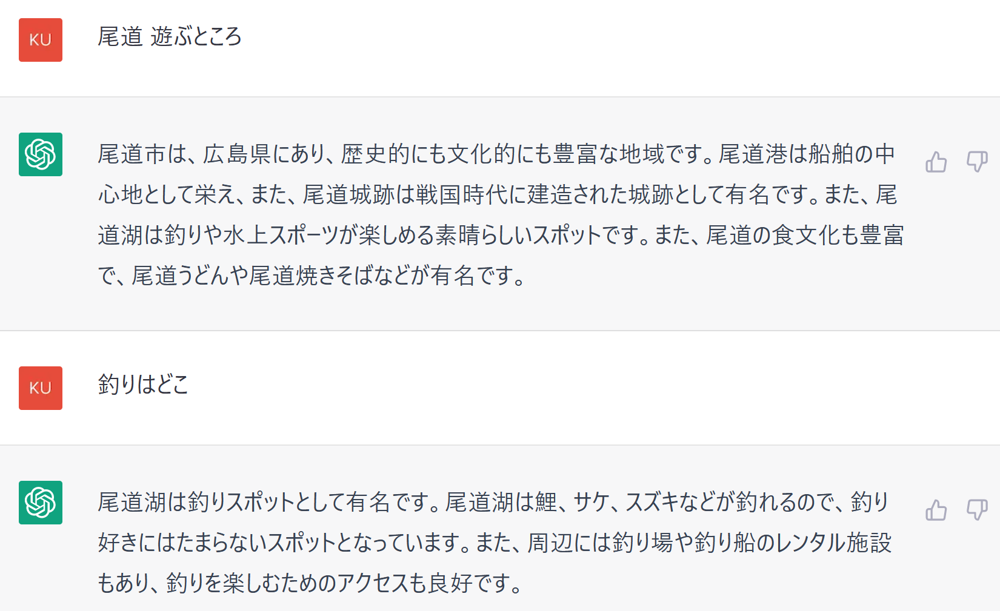 KU
尾道 遊ぶところ
尾道市は、広島県にあり、歴史的にも文化的にも豊富な地域です。尾道港は船舶の中
心地として栄え、また、尾道城跡は戦国時代に建造された城跡として有名です。また、尾
道湖は釣りや水上スポーツが楽しめる素晴らしいスポットです。また、尾道の食文化も豊富
で、尾道うどんや尾道焼きそばなどが有名です。
KU
釣りはどこ
尾道湖は釣りスポットとして有名です。尾道湖は鯉、サケ、スズキなどが釣れるので、釣り
好きにはたまらないスポットとなっています。また、周辺には釣り場や釣り船のレンタル施設
もあり、釣りを楽しむためのアクセスも良好です。